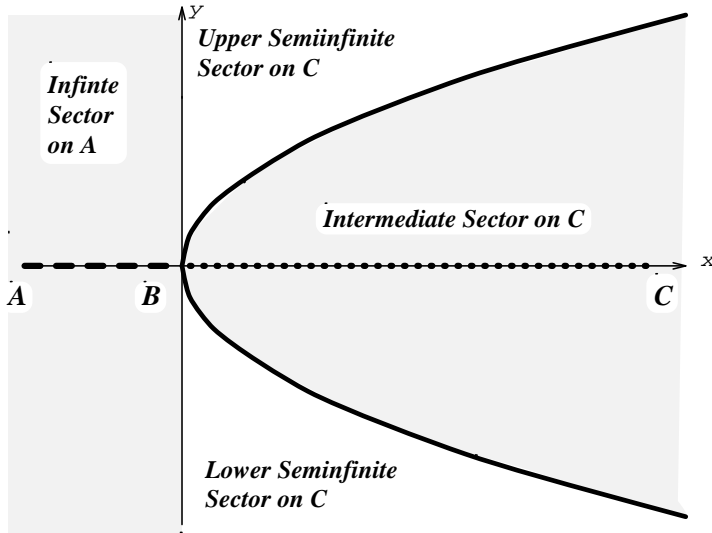 y
Upper Semiinfinite
Sector on C
Infinte
Sector
on A
Intermediate Sector on C
x
A
B
C
Lower Seminfinite
Sector on C